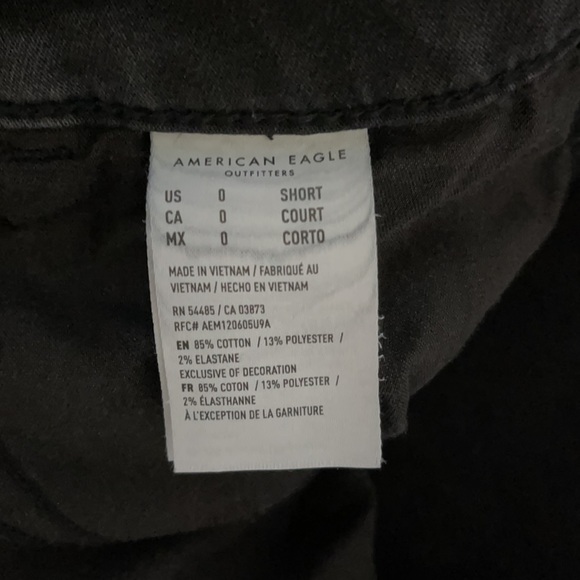 AMERICAN EAGLE
OUTFITTERS
US 0 SHORT
CA 0 COURT
MX 0 CORTO
MADE IN VIETNAM / FABRIQUÉ AU
VIETNAM / HECHO EN VIETNAM
RN 54485 / CA 03873
RFC# AEM120605U9A
EN 85% COTTON / 13% POLYESTER /
2% ELASTANE
EXCLUSIVE OF DECORATION
FR 85% COTON / 13% POLYESTER /
2% ÉLASTHANNE
À L'EXCEPTION DE LA GARNITURE